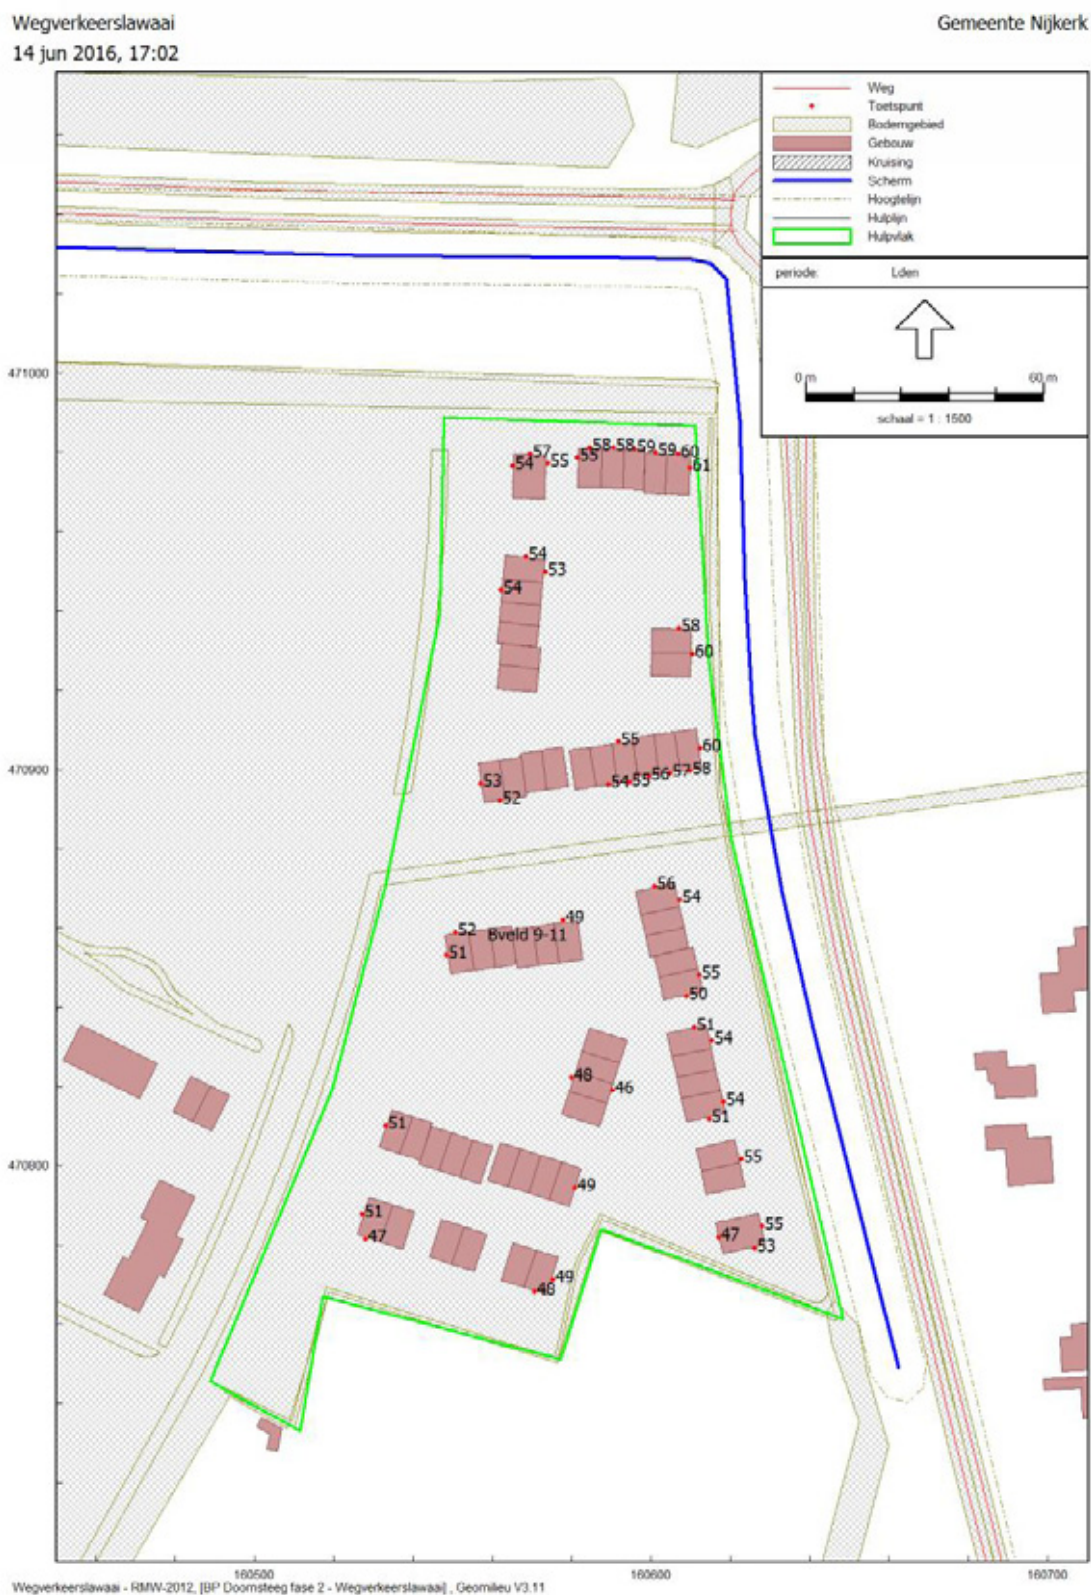 Wegverkeerslawaai
Gemeente Nijkerk
14 jun 2016, 17:02
Weg
Toetspunt
Bodemgebied
Gebouw
Kruising
Scherm
Hoogtelijn
Hulplijn
Hulpvlak
periode: Lden
0 m 60 m
schaal = 1 : 1500
471000
54 57 55 55 58 58 59 59 60 61
54 53
54
58
60
55 60
470900
53 52 54 55 56 57 58
56 54
52 49
Bveld 9-11
51
55
50
51 54
48 46
54
51 51
470800
55
49
51
47
47 55
53
49
48
160500 160600 160700
Wegverkeerslawaai - RMW-2012, [BP Doornsteeg fase 2 - Wegverkeerslawaai] , Geomilieu V3.11